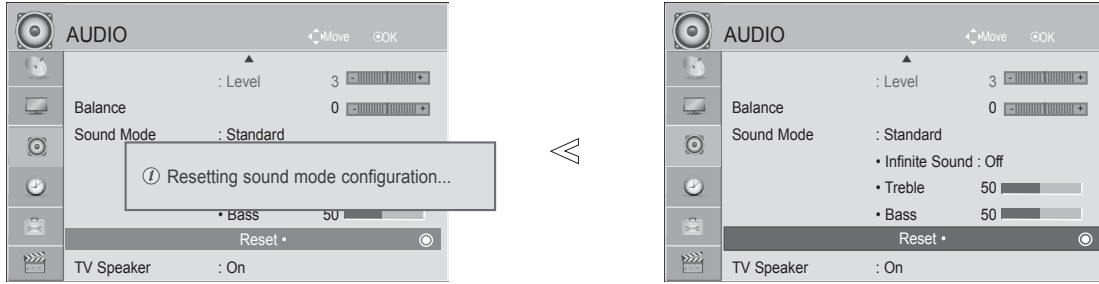 AUDIO Move OK
: Level 3 - +
Balance 0 - +
Sound Mode : Standard
Resetting sound mode configuration...
• Bass 50
Reset •
TV Speaker : On
AUDIO Move OK
: Level 3 - +
Balance 0 - +
Sound Mode : Standard
• Infinite Sound : Off
• Treble 50
• Bass 50
Reset •
TV Speaker : On